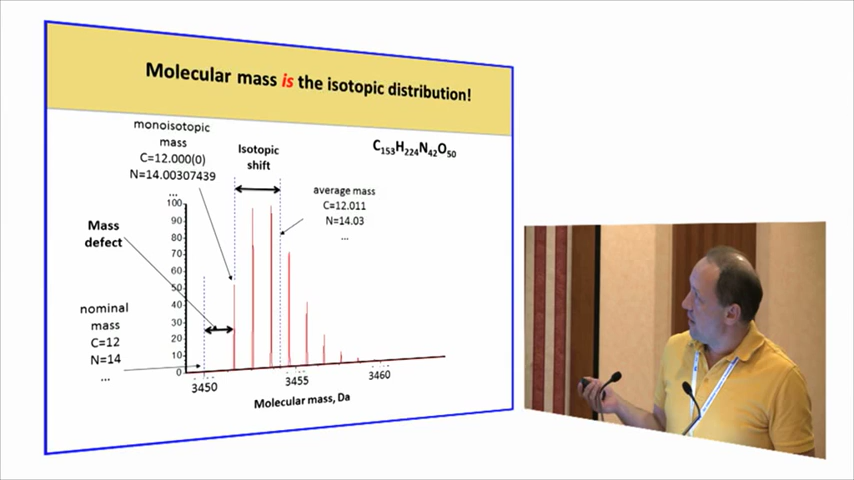 Molecular mass is the isotopic distribution!
monoisotopic
mass
C=12.000(0)
N=14.00307439
...
Isotopic
shift
C153H224N42O50
average mass
C=12.011
N=14.03
...
Mass
defect
nominal
mass
C=12
N=14
...
100
90
80
70
60
50
40
30
20
10
0
3450
3455
3460
Molecular mass, Da